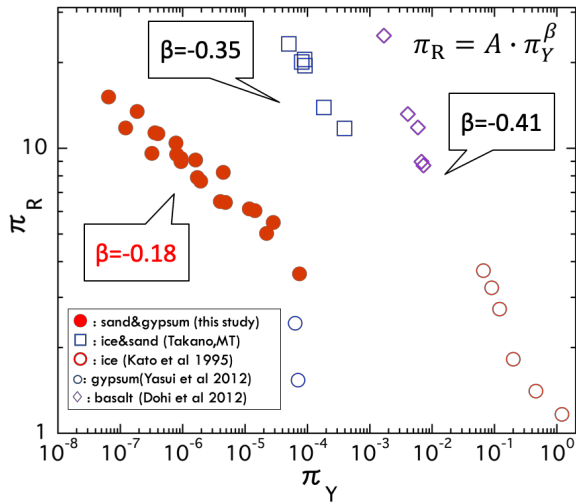 β=-0.35
π_R = A · π_Y^β
β=-0.41
10
π_R
β=-0.18
● : sand&gypsum (this study)
□ : ice&sand (Takano,MT)
○ : ice (Kato et al 1995)
○ : gypsum(Yasui et al 2012)
◇ : basalt (Dohi et al 2012)
1
10^-8 10^-7 10^-6 10^-5 10^-4 10^-3 10^-2 10^-1 10^0
π_Y